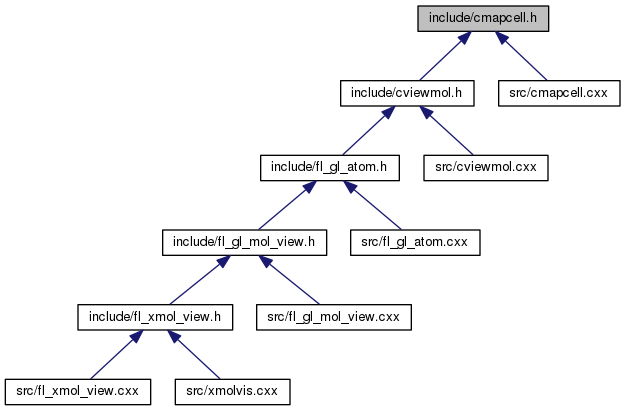 include/cmapcell.h
include/cviewmol.h
src/cmapcell.cxx
include/fl_gl_atom.h
src/cviewmol.cxx
include/fl_gl_mol_view.h
src/fl_gl_atom.cxx
include/fl_xmol_view.h
src/fl_gl_mol_view.cxx
src/fl_xmol_view.cxx
src/xmolvis.cxx